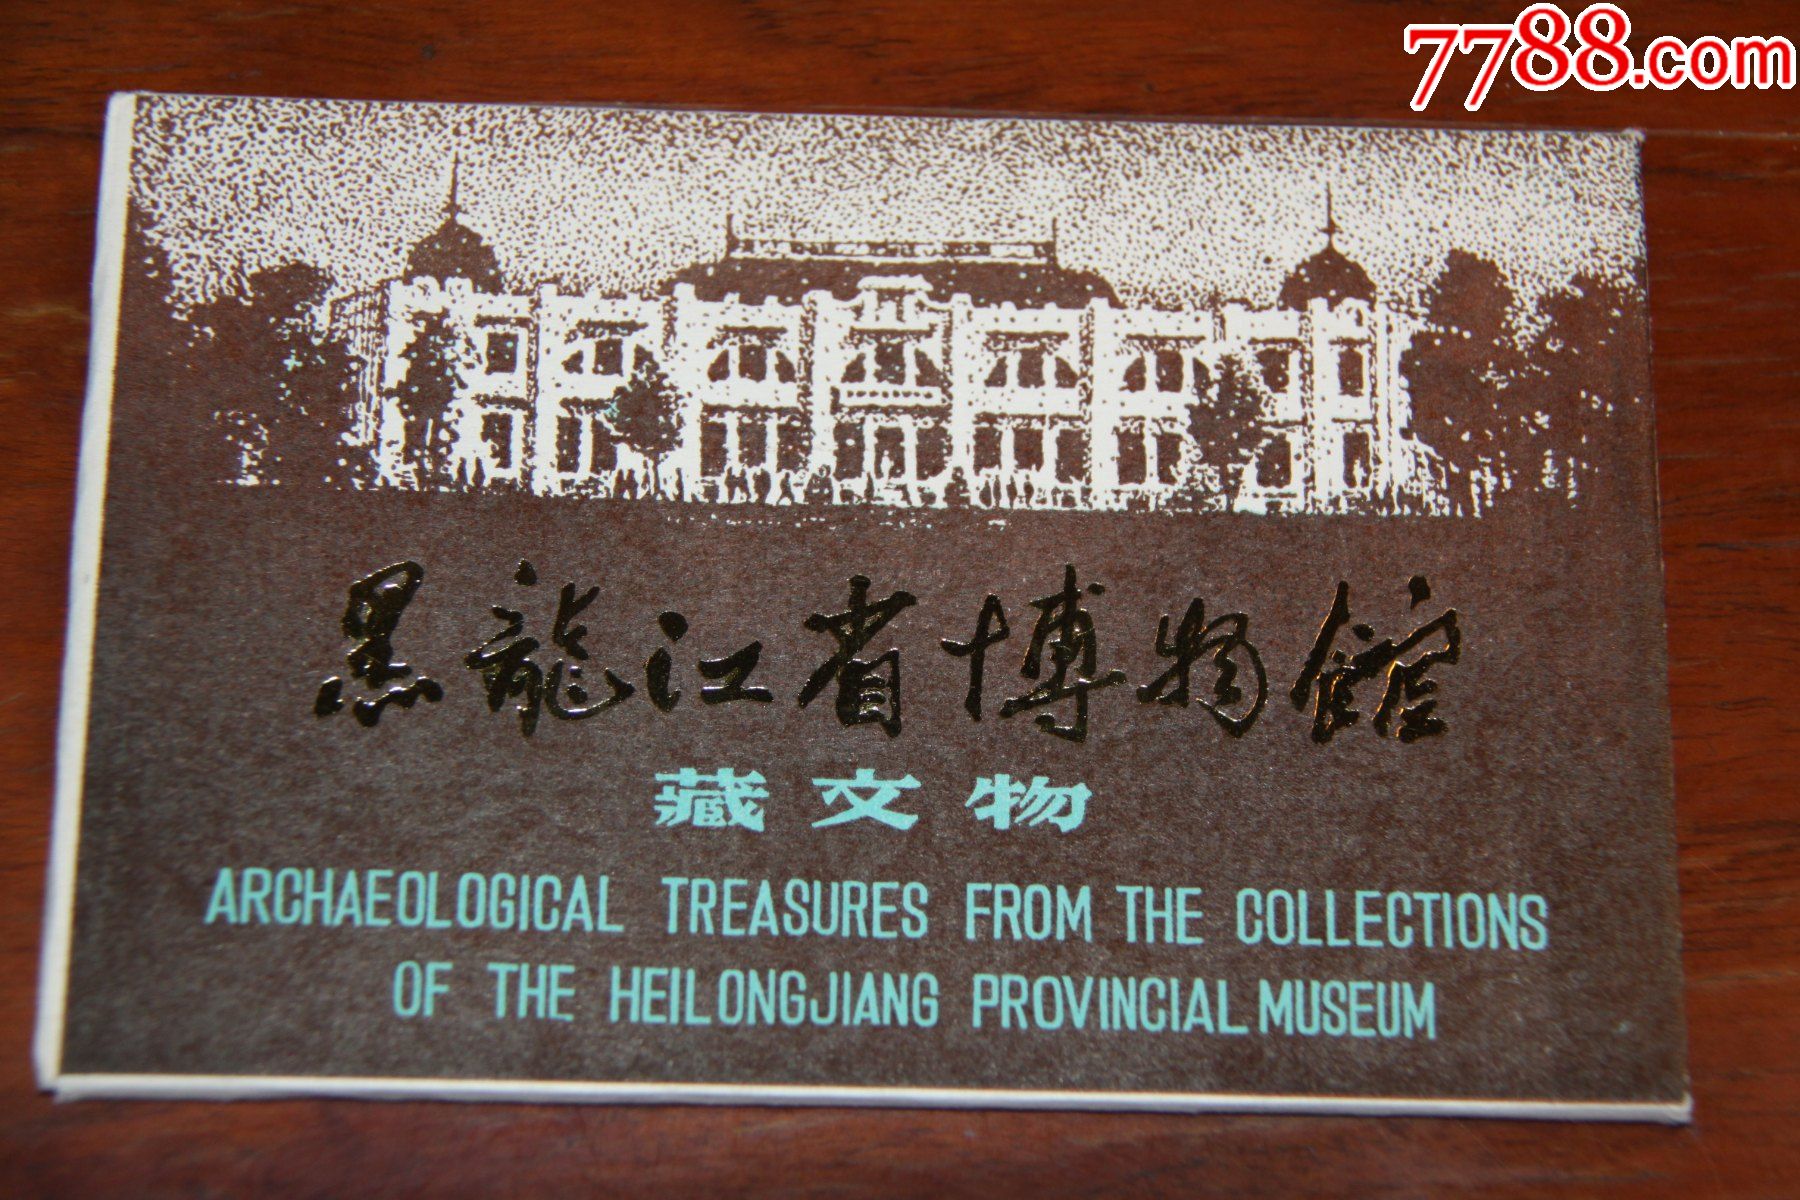 7788.com
黑龍江省博物館
藏文物
ARCHAEOLOGICAL TREASURES FROM THE COLLECTIONS
OF THE HEILONGJIANG PROVINCIAL MUSEUM